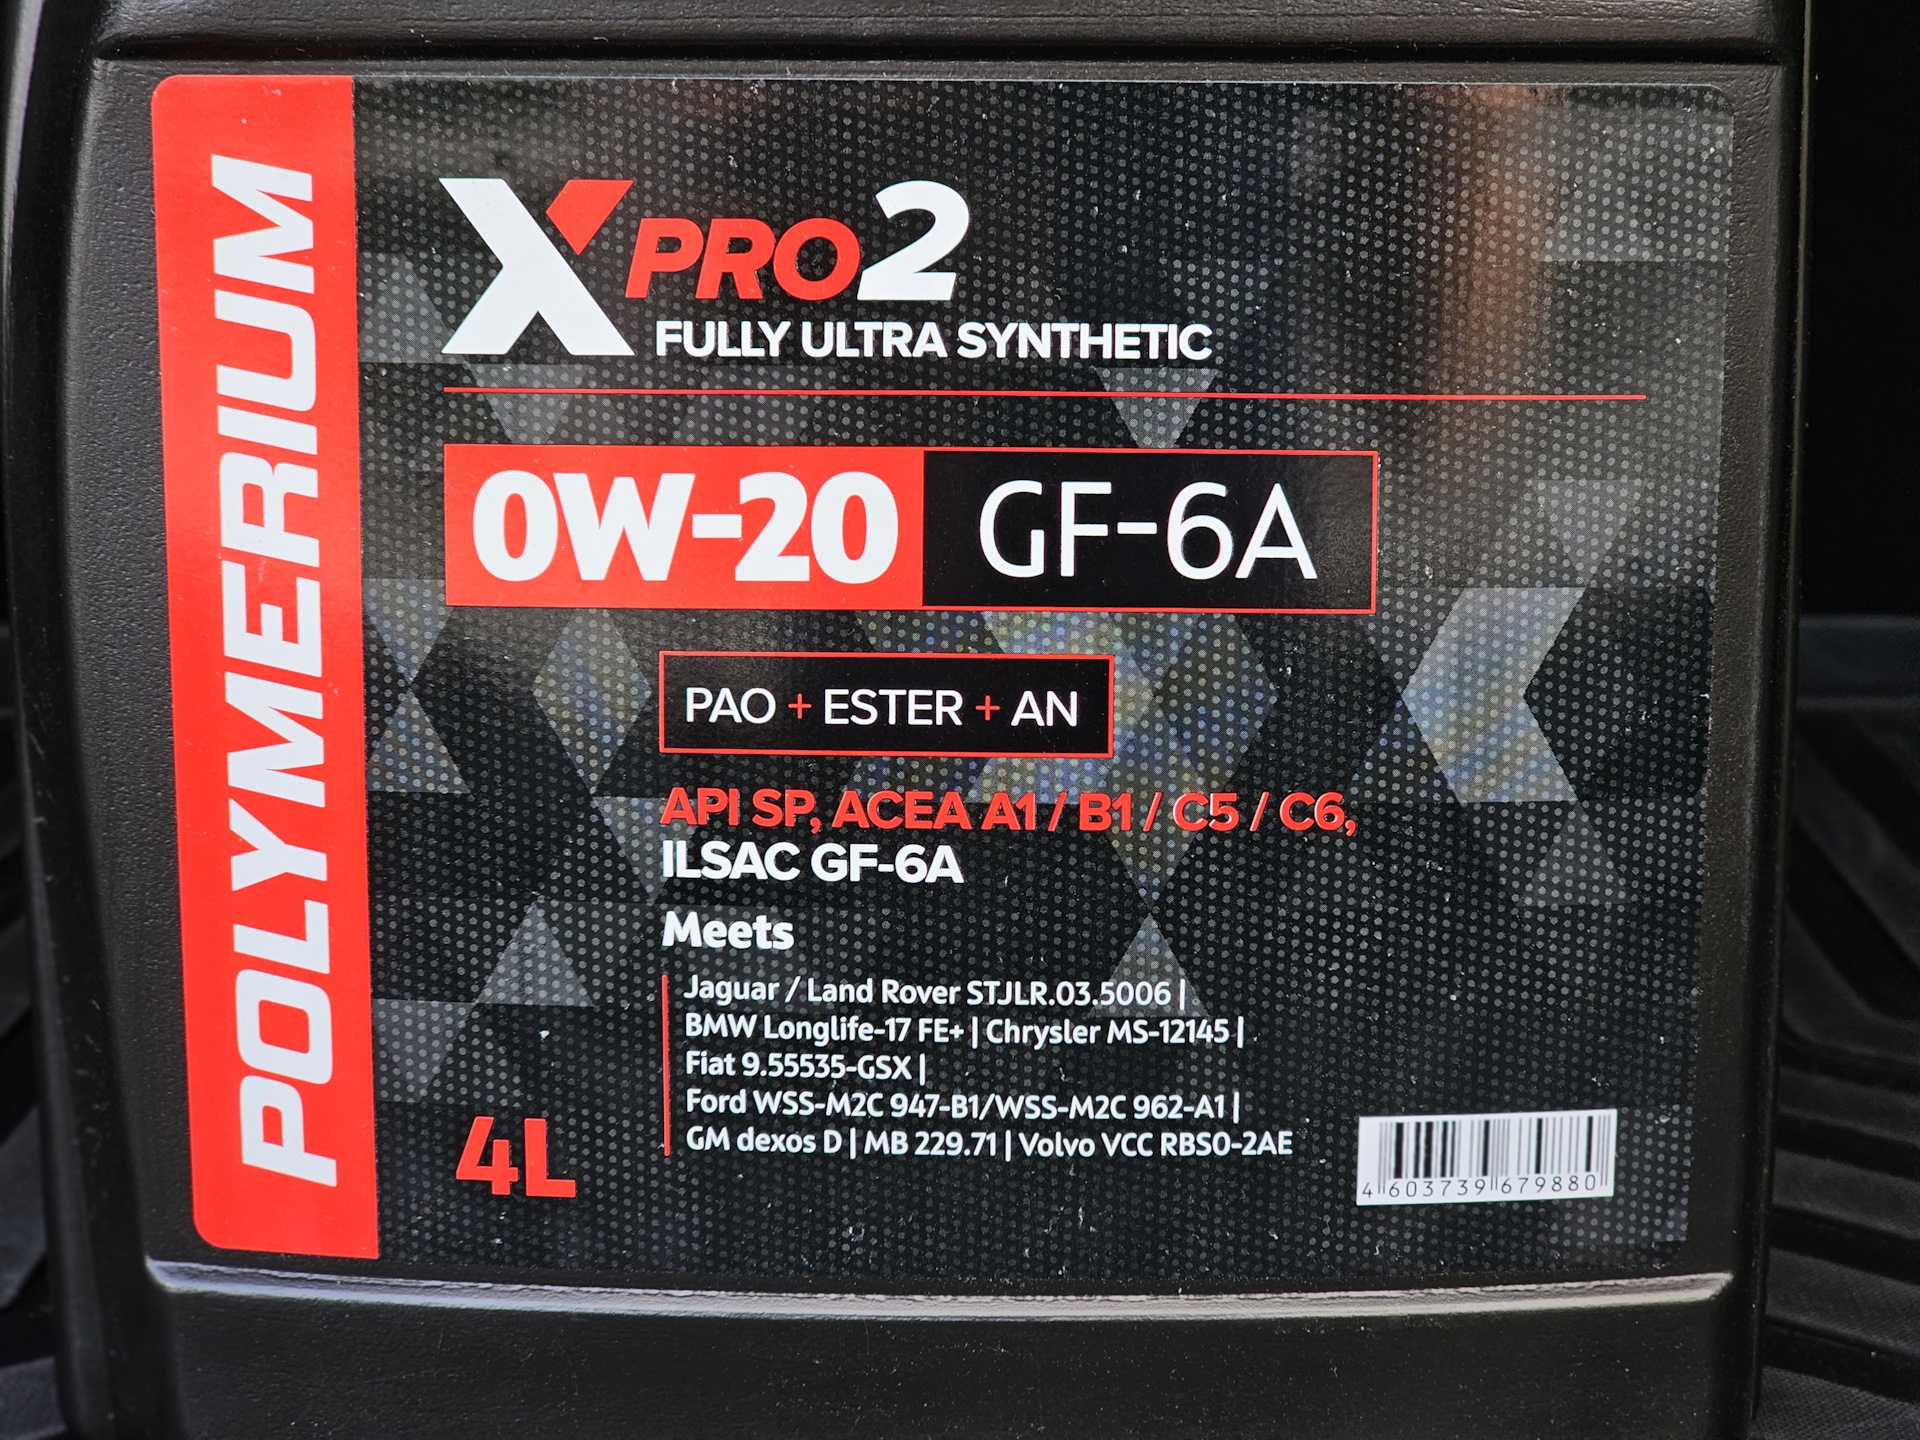 POLYMERIUM
X PRO2
FULLY ULTRA SYNTHETIC
0W-20 GF-6A
PAO + ESTER + AN
API SP, ACEA A1 / B1 / C5 / C6,
ILSAC GF-6A
Meets
Jaguar / Land Rover STJLR.03.5006 |
BMW Longlife-17 FE+ | Chrysler MS-12145 |
Fiat 9.55535-GSX |
Ford WSS-M2C 947-B1/WSS-M2C 962-A1 |
GM dexos D | MB 229.71 | Volvo VCC RBS0-2AE
4L
4 603739 679880